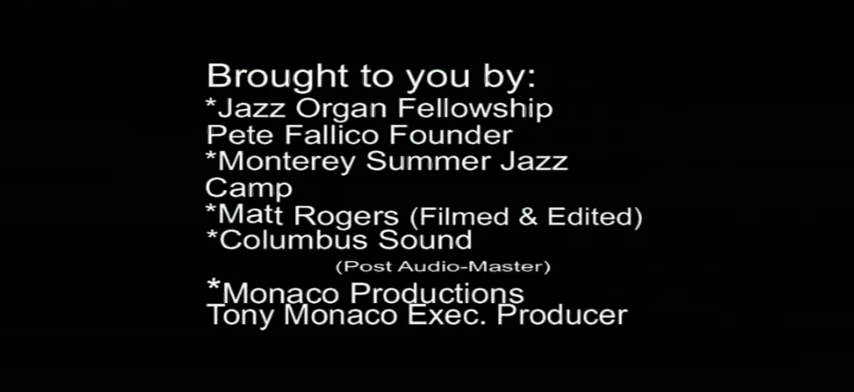 Brought to you by:
*Jazz Organ Fellowship
Pete Fallico Founder
*Monterey Summer Jazz
Camp
*Matt Rogers (Filmed & Edited)
*Columbus Sound
(Post Audio-Master)
*Monaco Productions
Tony Monaco Exec. Producer